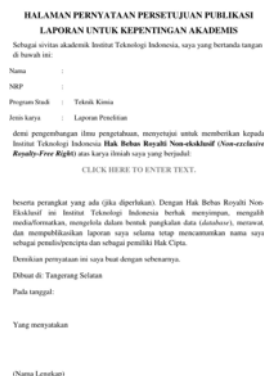 HALAMAN PERNYATAAN PERSETUJUAN PUBLIKASI
LAPORAN UNTUK KEPENTINGAN AKADEMIS
Sebagai sivitas akademik Institut Teknologi Indonesia, saya yang bertanda tangan
di bawah ini:
Nama :
NRP :
Program Studi : Teknik Kimia
Jenis karya : Laporan Penelitian
demi pengembangan ilmu pengetahuan, menyetujui untuk memberikan kepada
Institut Teknologi Indonesia Hak Bebas Royalti Non-eksklusif (Non-exclusive
Royalty-Free Right) atas karya ilmiah saya yang berjudul:
CLICK HERE TO ENTER TEXT.
beserta perangkat yang ada (jika diperlukan). Dengan Hak Bebas Royalti Non-
Eksklusif ini Institut Teknologi Indonesia berhak menyimpan, mengalih
media/formatkan, mengelola dalam bentuk pangkalan data (database), merawat,
dan mempublikasikan laporan saya selama tetap mencantumkan nama saya
sebagai penulis/pencipta dan sebagai pemilik Hak Cipta.
Demikian pernyataan ini saya buat dengan sebenarnya.
Dibuat di: Tangerang Selatan
Pada tanggal:
Yang menyatakan
(Nama Lengkap)